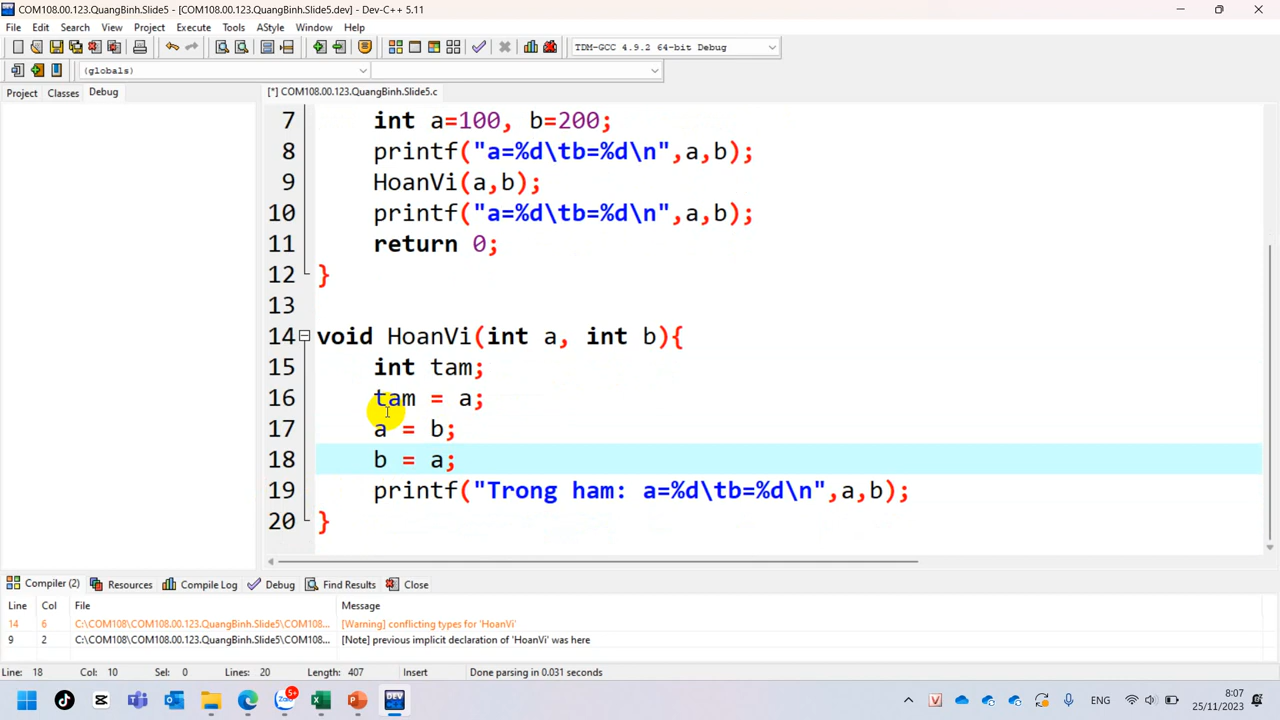 COM108.00.123.QuangBinh.Slide5 - [COM108.00.123.QuangBinh.Slide5.dev] - Dev-C++ 5.11
File Edit Search View Project Execute Tools AStyle Window Help
TDM-GCC 4.9.2 64-bit Debug
(globals)
Project Classes Debug
[*] COM108.00.123.QuangBinh.Slide5.c
7 int a=100, b=200;
8 printf("a=%d\tb=%d\n",a,b);
9 HoanVi(a,b);
10 printf("a=%d\tb=%d\n",a,b);
11 return 0;
12 }
13
14 void HoanVi(int a, int b){
15 int tam;
16 tam = a;
17 a = b;
18 b = a;
19 printf("Trong ham: a=%d\tb=%d\n",a,b);
20 }
Compiler (2) Resources Compile Log Debug Find Results Close
Line Col File Message
14 6 C:\COM108\COM108.00.123.QuangBinh.Slide5\COM108... [Warning] conflicting types for 'HoanVi'
9 2 C:\COM108\COM108.00.123.QuangBinh.Slide5\COM108... [Note] previous implicit declaration of 'HoanVi' was here
Line: 18 Col: 10 Sel: 0 Lines: 20 Length: 407 Insert Done parsing in 0.031 seconds
5+
Zalo
DEV
V
ENG
8:07
25/11/2023